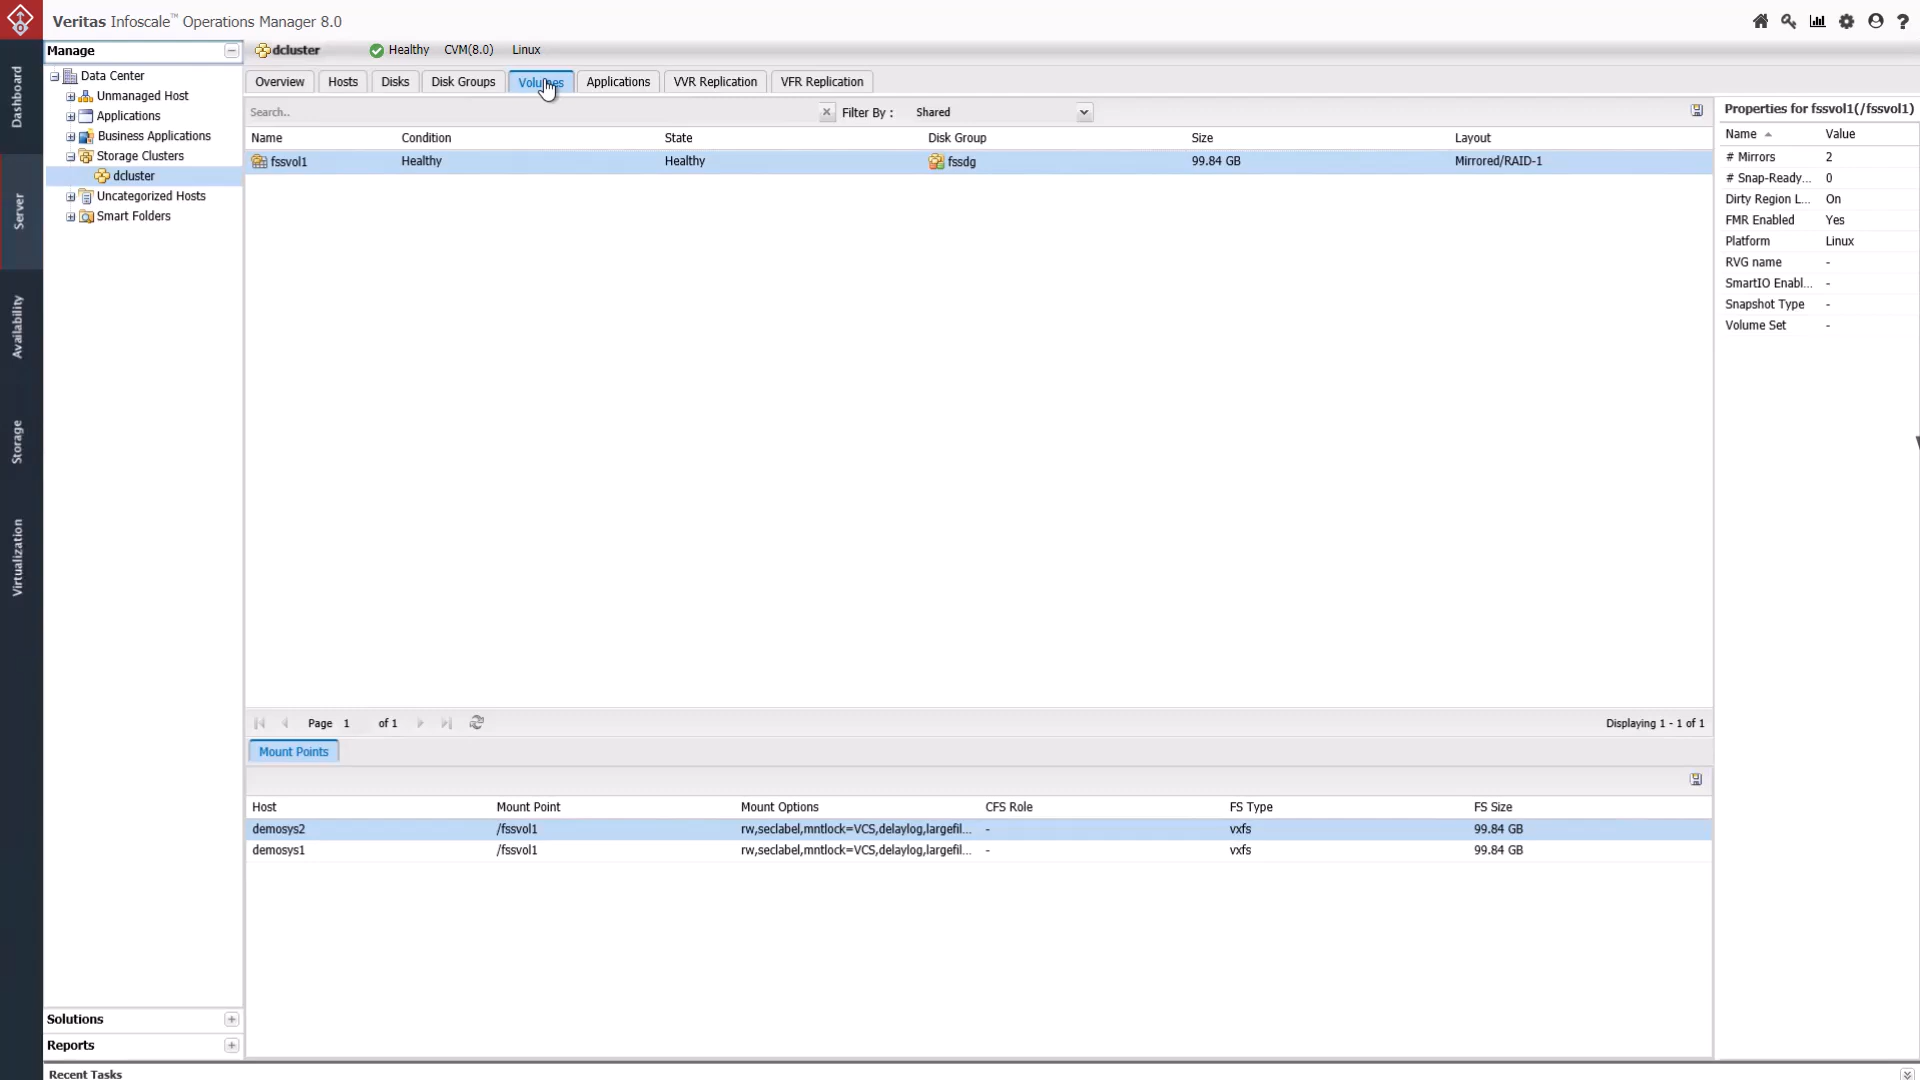 Veritas Infoscale™ Operations Manager 8.0
Manage
dcluster Healthy CVM(8.0) Linux
Overview Hosts Disks Disk Groups Volumes Applications VVR Replication VFR Replication
Dashboard
Server
Availability
Storage
Virtualization
Data Center
Unmanaged Host
Applications
Business Applications
Storage Clusters
dcluster
Uncategorized Hosts
Smart Folders
Search.. Filter By : Shared
Name Condition State Disk Group Size Layout
fssvol1 Healthy Healthy fssdg 99.84 GB Mirrored/RAID-1
Properties for fssvol1(/fssvol1)
Name Value
# Mirrors 2
# Snap-Ready... 0
Dirty Region L... On
FMR Enabled Yes
Platform Linux
RVG name -
SmartIO Enabl... -
Snapshot Type -
Volume Set -
Page 1 of 1 Displaying 1 - 1 of 1
Mount Points
Host Mount Point Mount Options CFS Role FS Type FS Size
demosys2 /fssvol1 rw,seclabel,mntlock=VCS,delaylog,largefil... - vxfs 99.84 GB
demosys1 /fssvol1 rw,seclabel,mntlock=VCS,delaylog,largefil... - vxfs 99.84 GB
Solutions
Reports
Recent Tasks